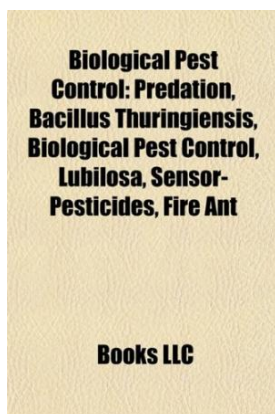 Biological Pest
Control: Predation,
Bacillus Thuringiensis,
Biological Pest Control,
Lubilosa, Sensor-
Pesticides, Fire Ant
Books LLC